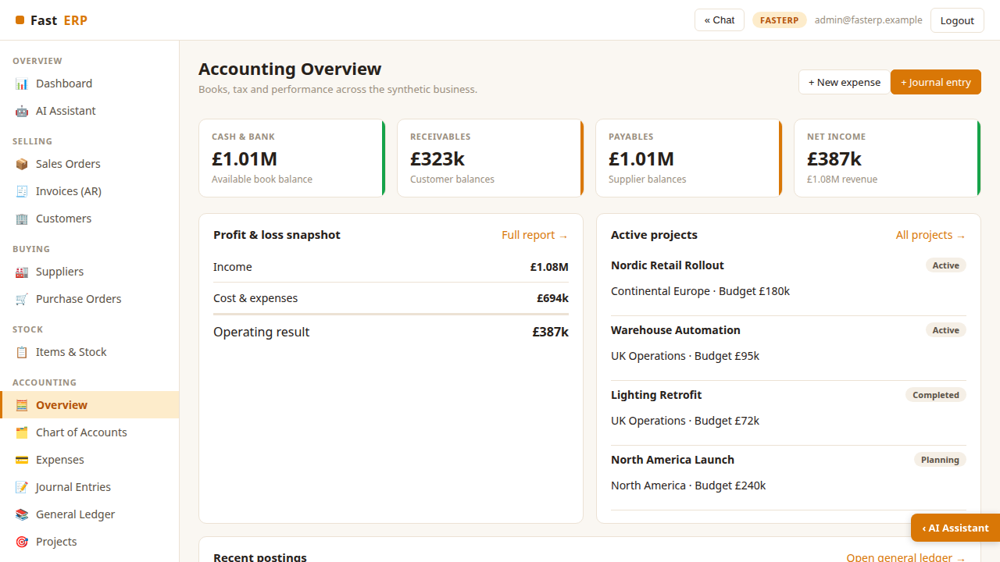 Fast ERP
« Chat
FASTERP
admin@fasterp.example
Logout
OVERVIEW
Dashboard
AI Assistant
SELLING
Sales Orders
Invoices (AR)
Customers
BUYING
Suppliers
Purchase Orders
STOCK
Items & Stock
ACCOUNTING
Overview
Chart of Accounts
Expenses
Journal Entries
General Ledger
Projects
Accounting Overview
Books, tax and performance across the synthetic business.
+ New expense
+ Journal entry
CASH & BANK
£1.01M
Available book balance
RECEIVABLES
£323k
Customer balances
PAYABLES
£1.01M
Supplier balances
NET INCOME
£387k
£1.08M revenue
Profit & loss snapshot
Full report →
Income £1.08M
Cost & expenses £694k
Operating result £387k
Active projects
All projects →
Nordic Retail Rollout Active
Continental Europe · Budget £180k
Warehouse Automation Active
UK Operations · Budget £95k
Lighting Retrofit Completed
UK Operations · Budget £72k
North America Launch Planning
North America · Budget £240k
‹ AI Assistant
Recent postings
Open general ledger →